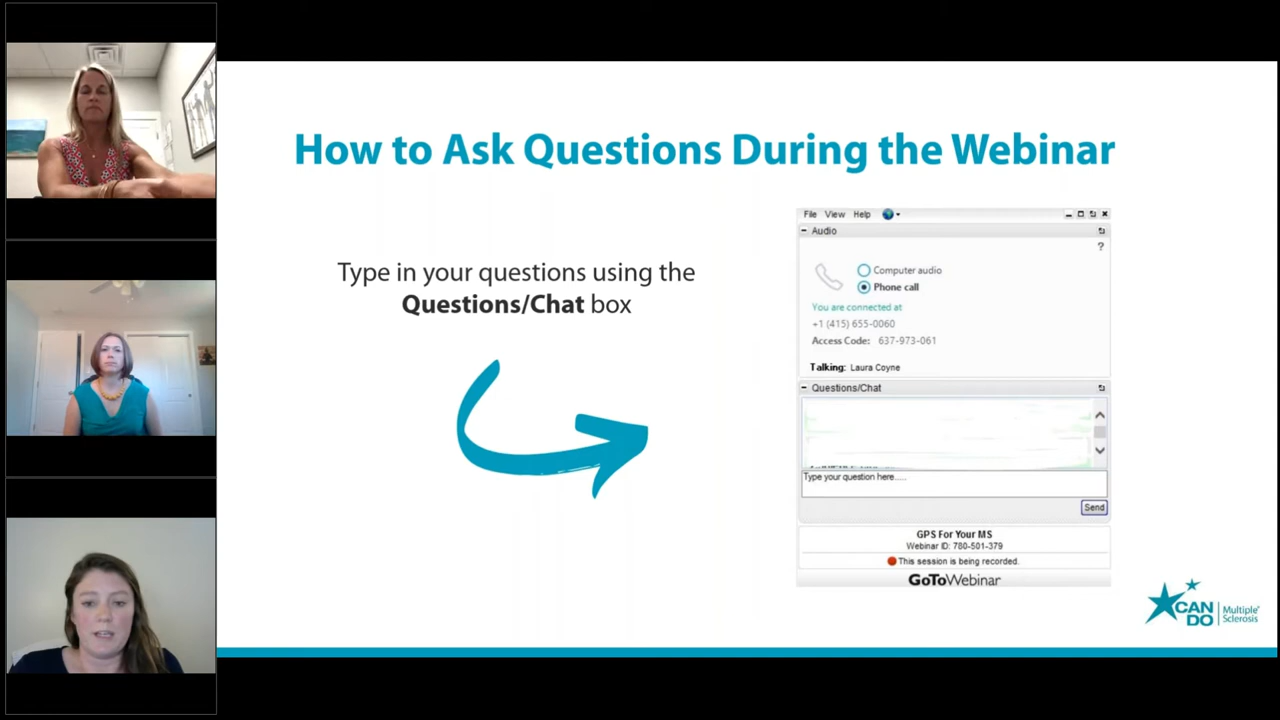 How to Ask Questions During the Webinar
Type in your questions using the
Questions/Chat box
File View Help
Audio
?
Computer audio
Phone call
You are connected at
+1 (415) 655-0060
Access Code: 637-973-061
Talking: Laura Coyne
Questions/Chat
Type your question here.....
Send
GPS For Your MS
Webinar ID: 780-501-379
This session is being recorded.
GoToWebinar
CAN
DO
Multiple
Sclerosis